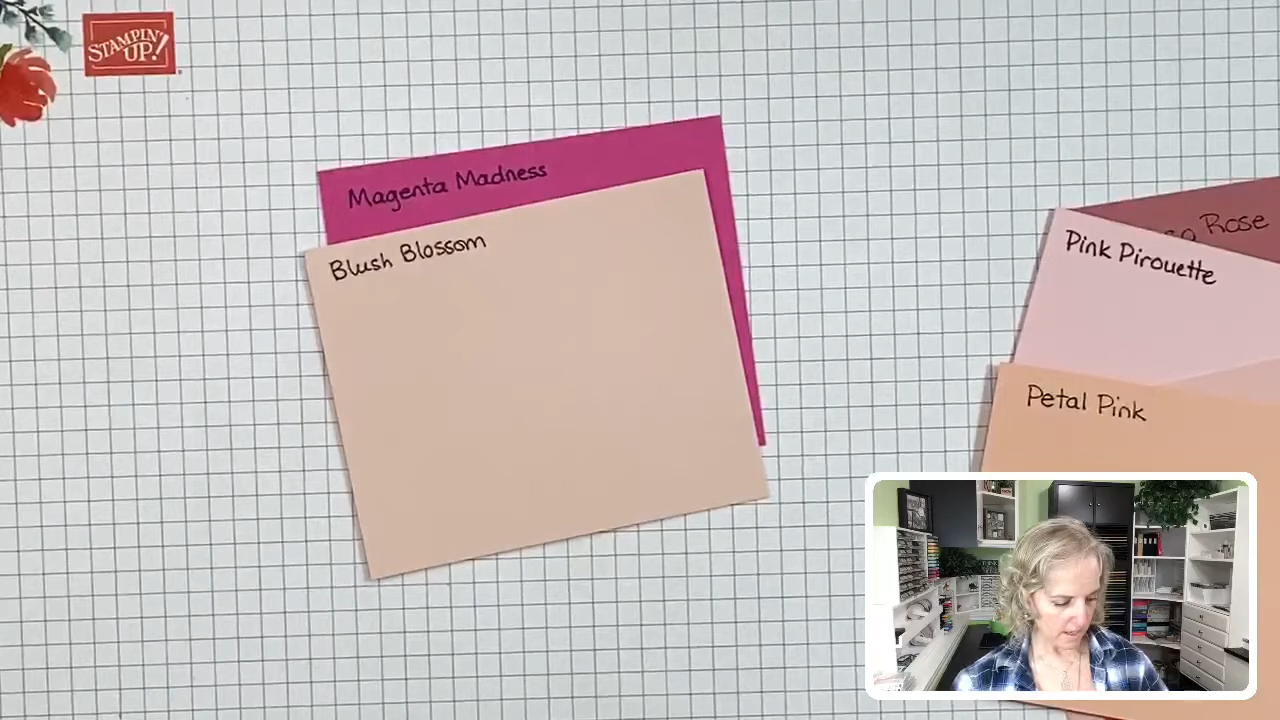 STAMPIN' UP!
Magenta Madness
Blush Blossom
Rose
Pink Pirouette
Petal Pink